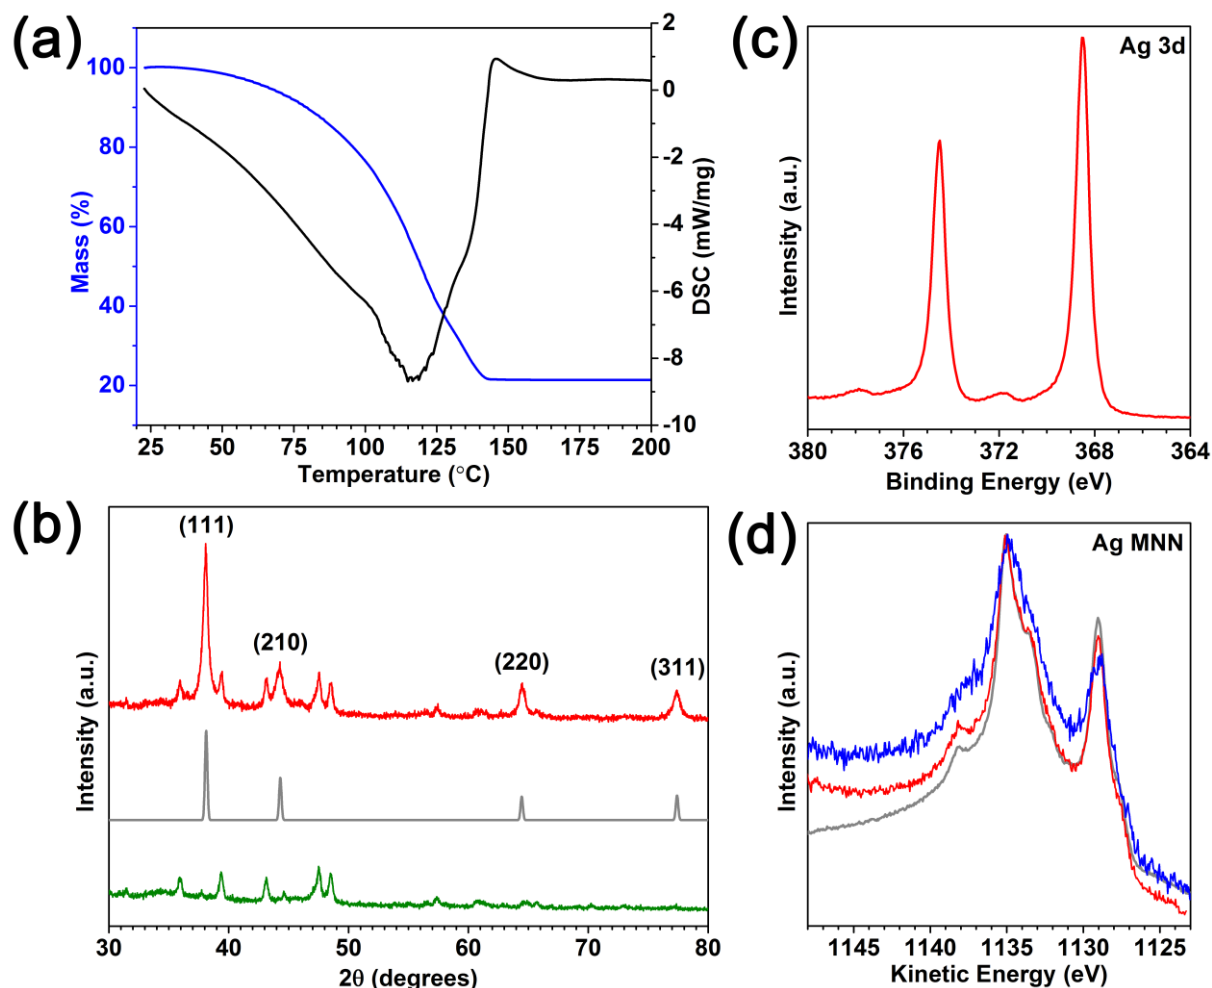 (a)
Mass (%)
100
80
60
40
20
2
0
-2
-4
-6
-8
-10
DSC (mW/mg)
25 50 75 100 125 150 175 200
Temperature (°C)
(c)
Ag 3d
Intensity (a.u.)
380 376 372 368 364
Binding Energy (eV)
(b)
(111)
(210)
(220)
(311)
Intensity (a.u.)
30 40 50 60 70 80
2θ (degrees)
(d)
Ag MNN
Intensity (a.u.)
1145 1140 1135 1130 1125
Kinetic Energy (eV)